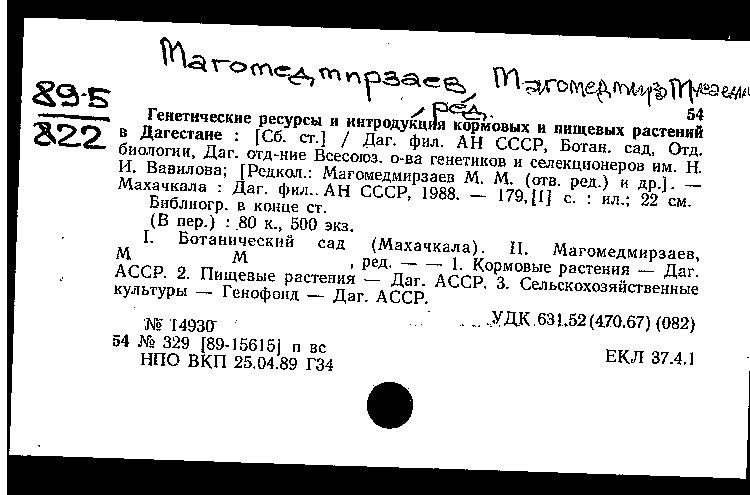 Магомедмирзаев, Магомедмирза
ред.
89-5
822
54
Генетические ресурсы и интродукция кормовых и пищевых растений
в Дагестане : [Сб. ст.] / Даг. фил. АН СССР, Ботан. сад, Отд.
биологии, Даг. отд-ние Всесоюз. о-ва генетиков и селекционеров им. Н.
И. Вавилова; [Редкол.: Магомедмирзаев М. М. (отв. ред.) и др.]. —
Махачкала : Даг. фил. АН СССР, 1988. — 179,[1] с. : ил.; 22 см.
Библиогр. в конце ст.
(В пер.) : 80 к., 500 экз.
I. Ботанический сад (Махачкала). II. Магомедмирзаев,
М М , ред. — — 1. Кормовые растения — Даг.
АССР. 2. Пищевые растения — Даг. АССР. 3. Сельскохозяйственные
культуры — Генофонд — Даг. АССР.
№ 14930 УДК 631.52(470.67)(082)
54 № 329 [89-15615] п вс
НПО ВКП 25.04.89 Г34 ЕКЛ 37.4.1